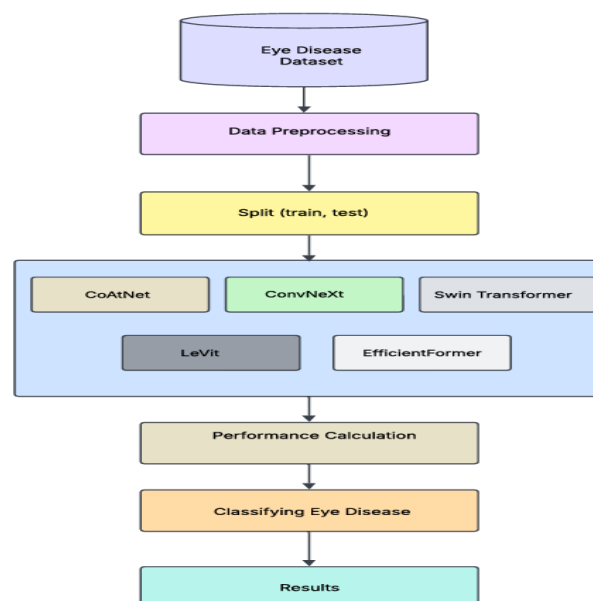 Eye Disease
Dataset
Data Preprocessing
Split (train, test)
CoAtNet
ConvNeXt
Swin Transformer
LeVit
EfficientFormer
Performance Calculation
Classifying Eye Disease
Results